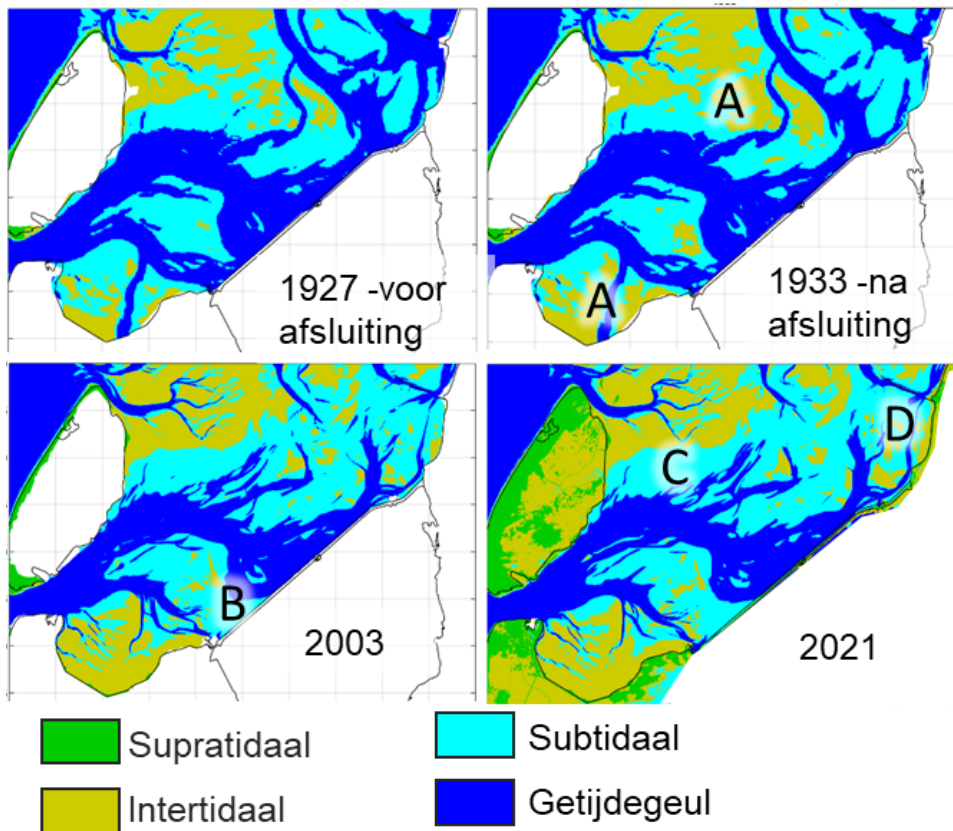 A
A
1927 -voor
afsluiting
1933 -na
afsluiting
B
2003
C
D
2021
Supratidaal
Subtidaal
Intertidaal
Getijdegeul